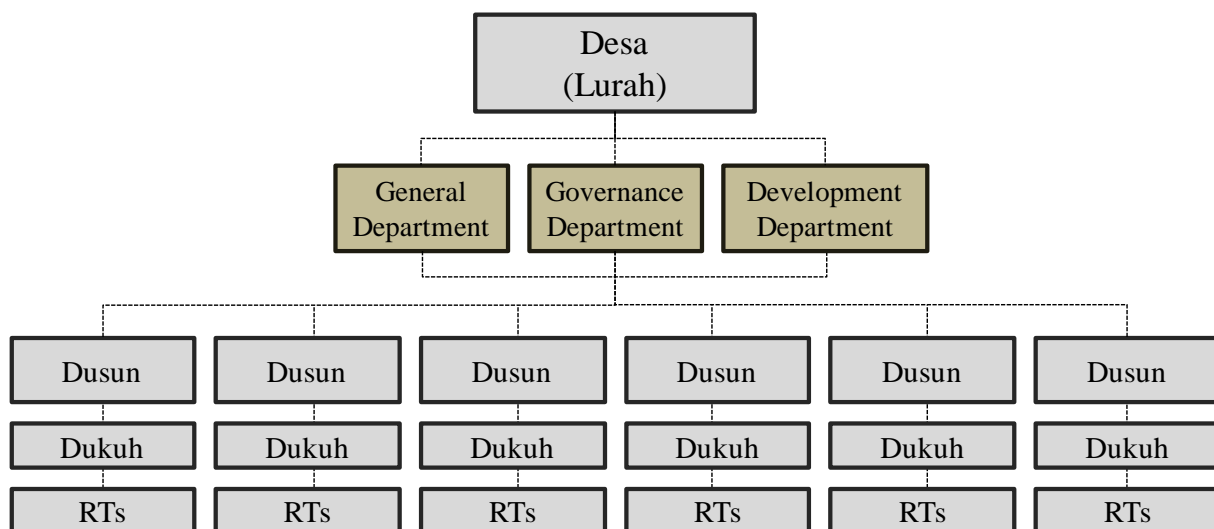 Desa
(Lurah)
General
Department
Governance
Department
Development
Department
Dusun
Dusun
Dusun
Dusun
Dusun
Dusun
Dukuh
Dukuh
Dukuh
Dukuh
Dukuh
Dukuh
RTs
RTs
RTs
RTs
RTs
RTs